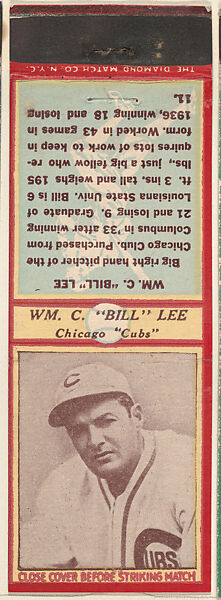 THE DIAMOND MATCH CO. N.Y.C.
WM. C. "BILL" LEE
Big right hand pitcher of the
Chicago Club. Purchased from
Columbus in '33 after winning
21 and losing 9. Graduate of
Louisiana State Univ. Bill is 6
ft. 3 ins. tall and weighs 195
lbs., just a big fellow who re-
quires lots of work to keep in
form. Worked in 43 games in
1936, winning 18 and losing
11.
WM. C. "BILL" LEE
Chicago "Cubs"
C
CUBS
CLOSE COVER BEFORE STRIKING MATCH